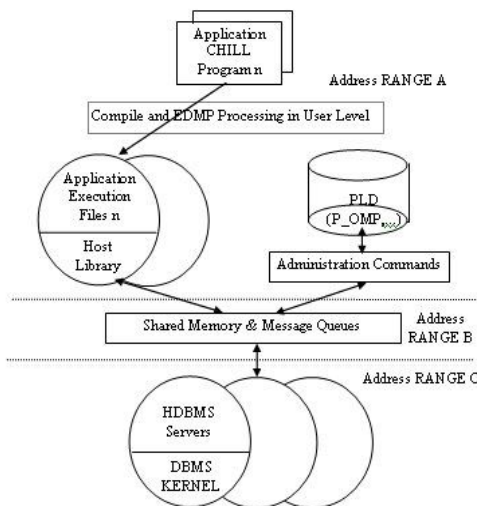 Application
CHILL
Program n
Address RANGE A
Compile and EDMP Processing in User Level
Application
Execution
Files n
Host
Library
PLD
(P_OMP,
Administration Commands
Shared Memory & Message Queues
Address
RANGE B
Address RANGE C
HDBMS
Servers
DBMS
KERNEL